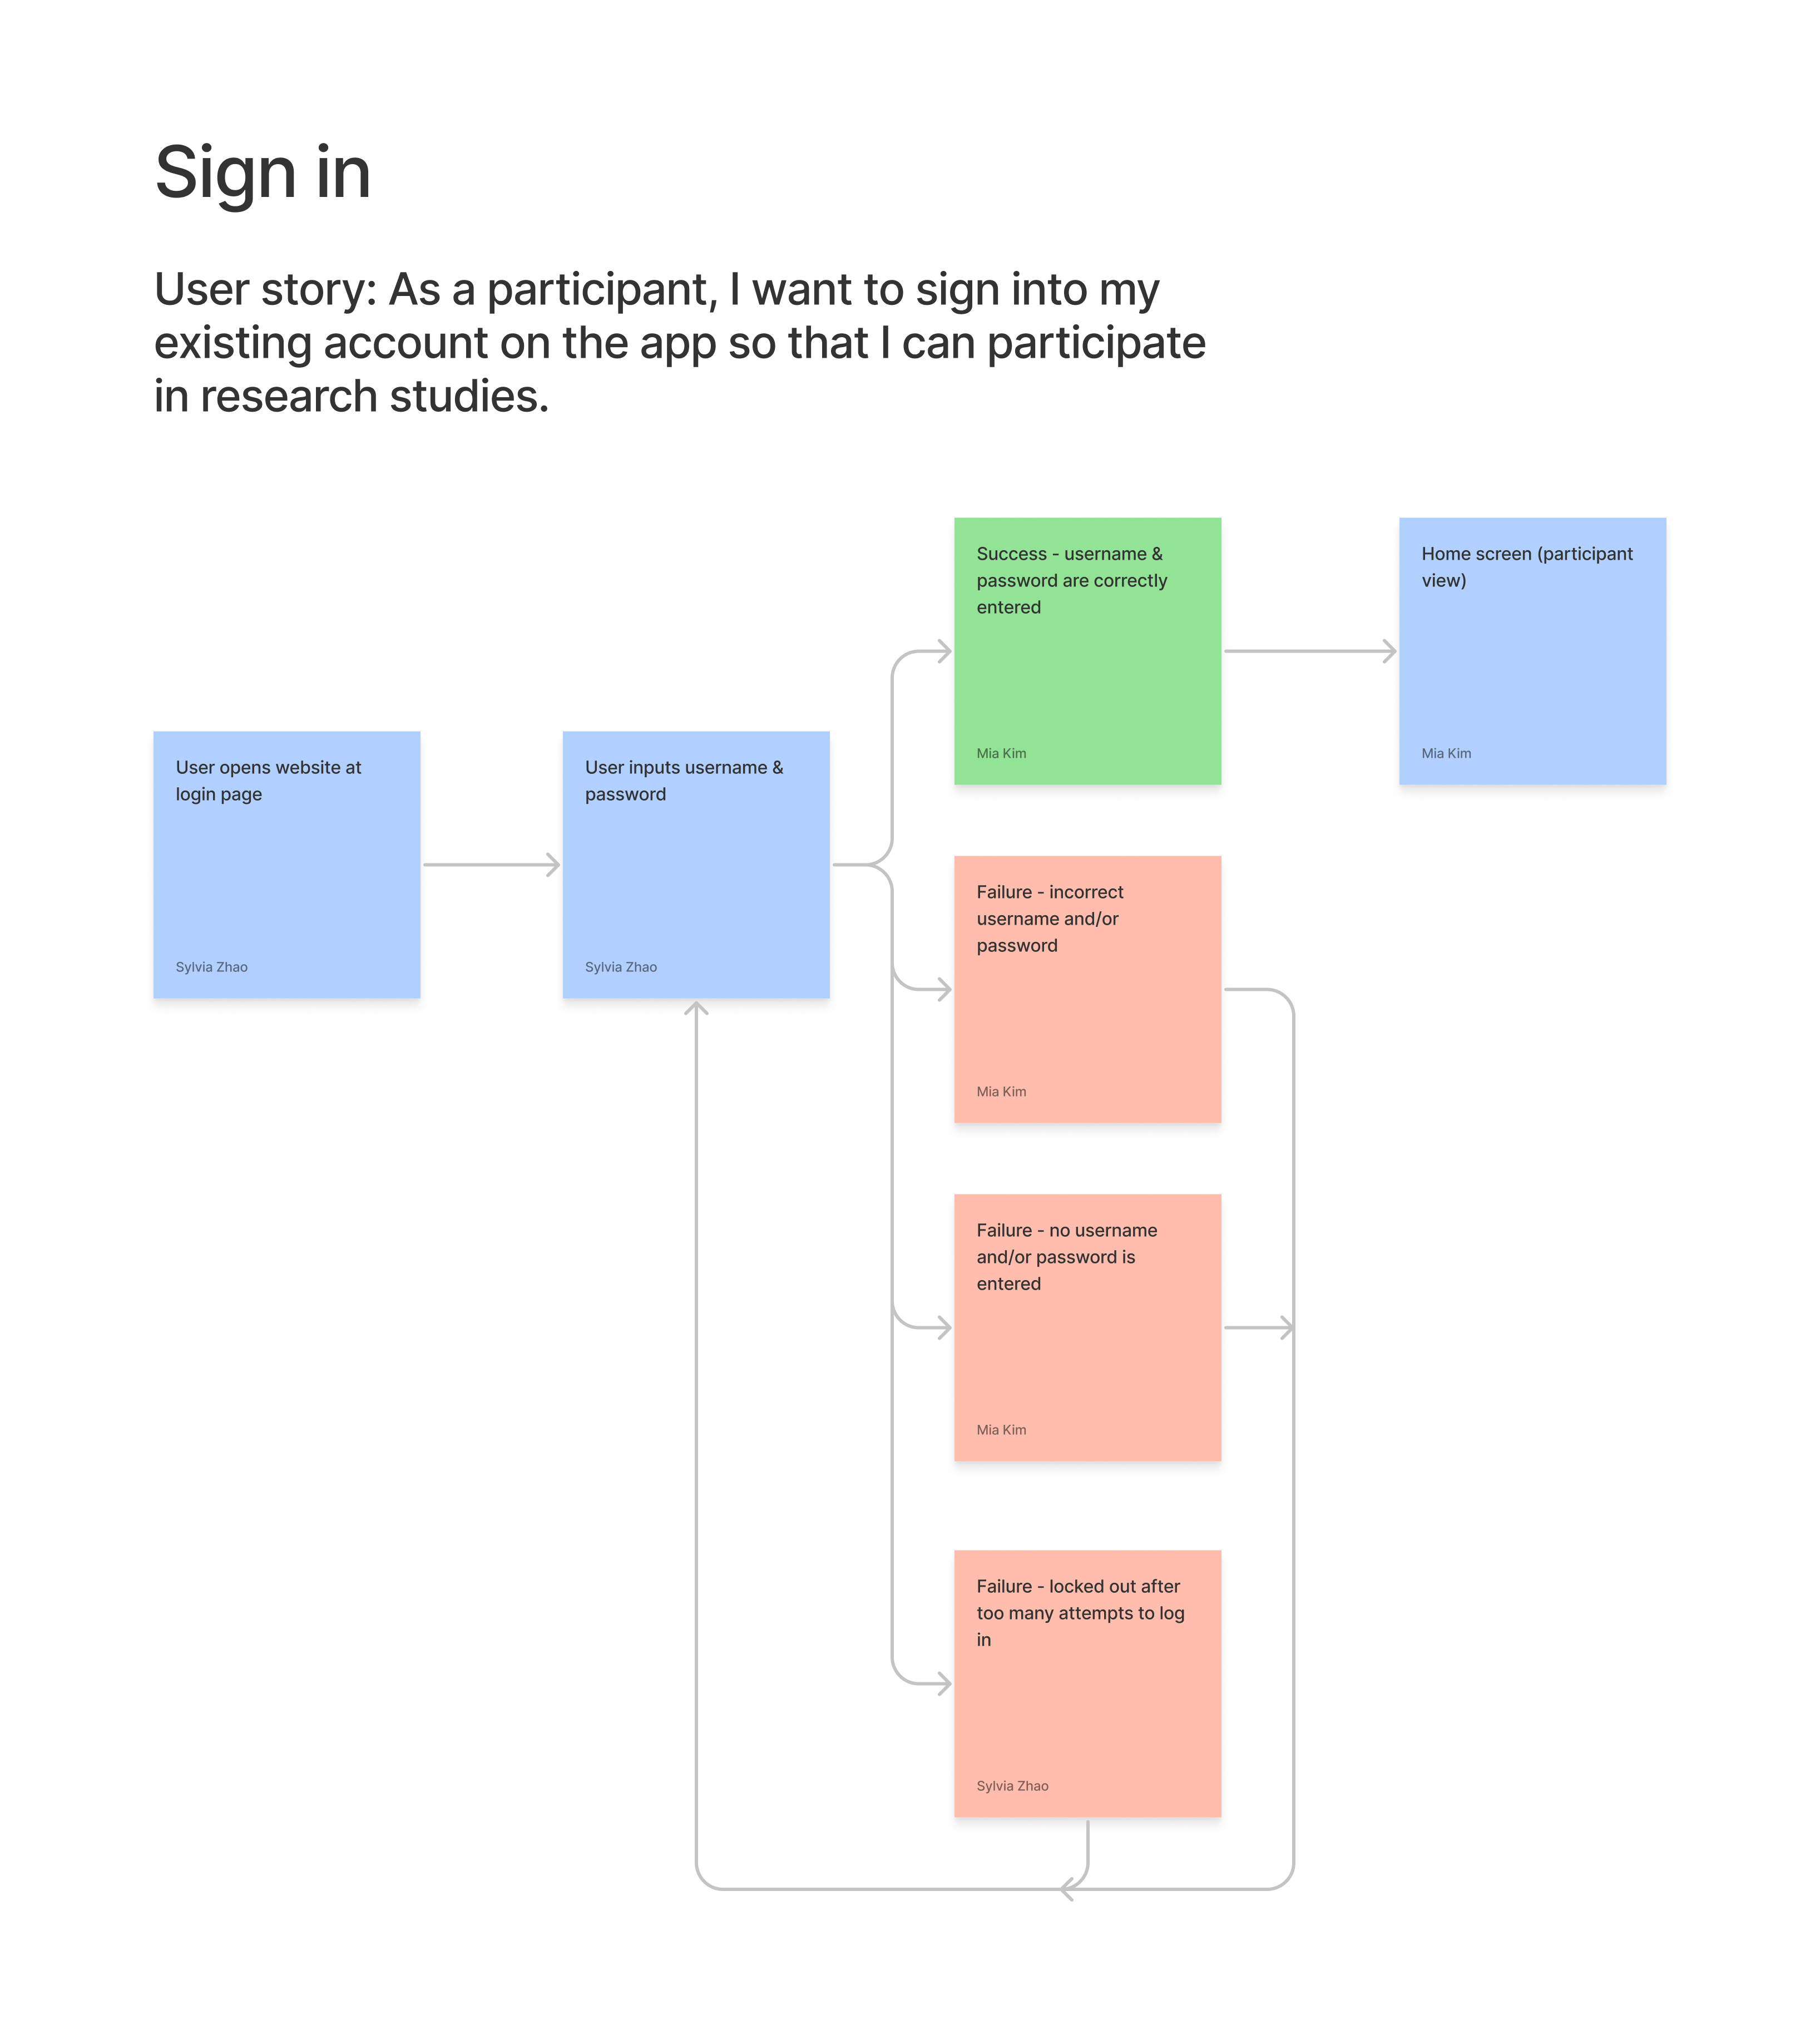 Sign in
User story: As a participant, I want to sign into my
existing account on the app so that I can participate
in research studies.
User opens website at
login page
Sylvia Zhao
User inputs username &
password
Sylvia Zhao
Success - username &
password are correctly
entered
Mia Kim
Home screen (participant
view)
Mia Kim
Failure - incorrect
username and/or
password
Mia Kim
Failure - no username
and/or password is
entered
Mia Kim
Failure - locked out after
too many attempts to log
in
Sylvia Zhao